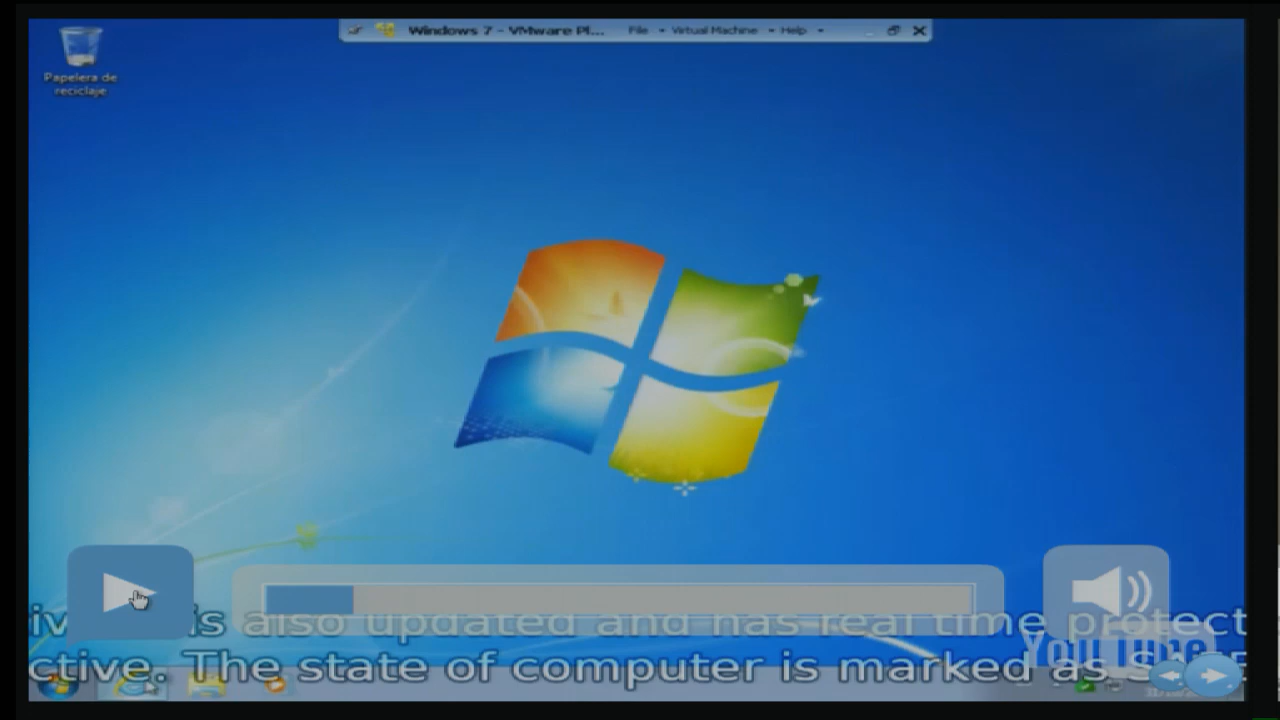 Windows 7 - VMware Pl... File Virtual Machine Help
Papelera de
reciclaje
is also updated and has real time protect
ctive. The state of computer is marked as
YouTube